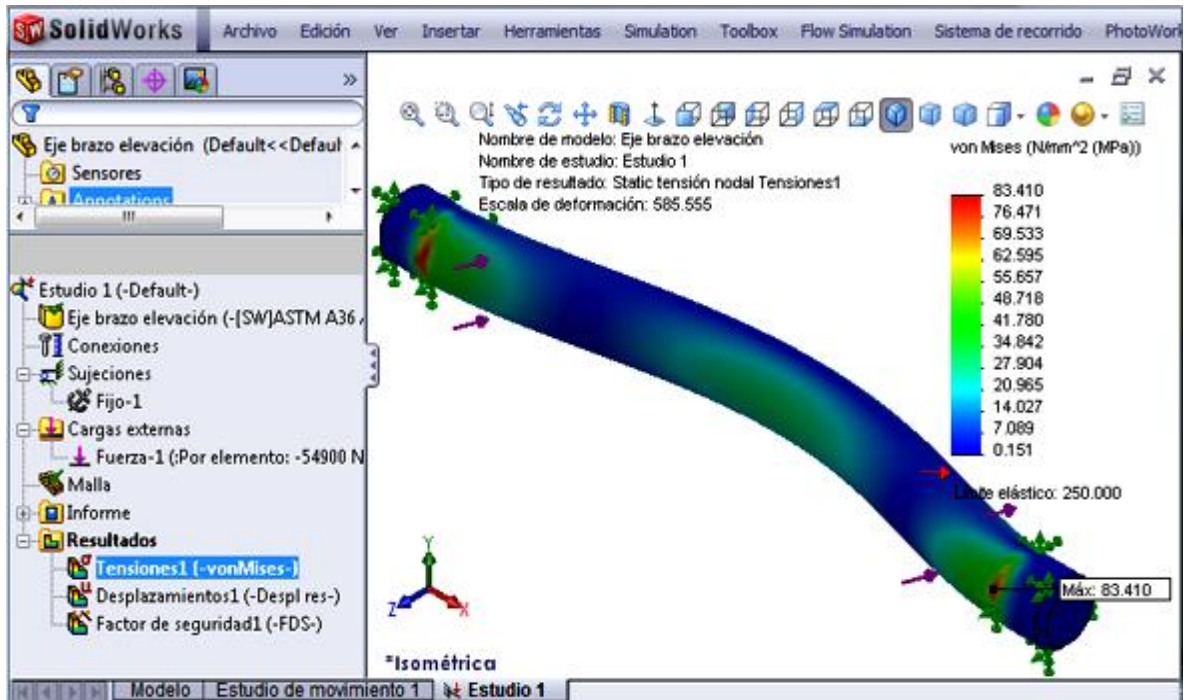 SolidWorks
Archivo Edición Ver Insertar Herramientas Simulation Toolbox Flow Simulation Sistema de recorrido PhotoWork
Eje brazo elevación (Default<<Default
Sensores
Annotations
Estudio 1 (-Default-)
Eje brazo elevación (-[SW]ASTM A36
Conexiones
Sujeciones
Fijo-1
Cargas externas
Fuerza-1 (:Por elemento: -54900 N
Malla
Informe
Resultados
Tensiones1 (-vonMises-)
Desplazamientos1 (-Despl res-)
Factor de seguridad1 (-FDS-)
Nombre de modelo: Eje brazo elevación
Nombre de estudio: Estudio 1
Tipo de resultado: Static tensión nodal Tensiones1
Escala de deformación: 585.555
von Mises (N/mm^2 (MPa))
83.410
76.471
69.533
62.595
55.657
48.718
41.780
34.842
27.904
20.965
14.027
7.089
0.151
Límite elástico: 250.000
Máx: 83.410
Y
Z
X
*Isométrica
Modelo Estudio de movimiento 1 Estudio 1